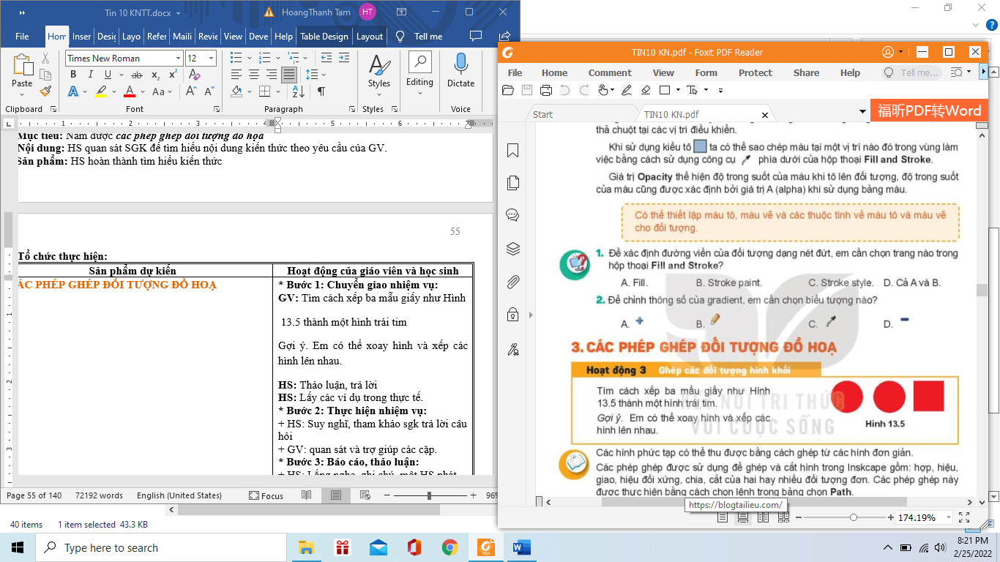 Tin 10 KNTT.docx
HoangThanh Tam
HT
File Hom Inser Desig Layo Refer Maili Revie View Deve Help Table Design Layout Tell me
Times New Roman 12
Paste
Styles
Editing
Dictate
Clipboard Font Paragraph Styles Voice
Mục tiêu: Nắm được các phép ghép đối tượng đồ họa
Nội dung: HS quan sát SGK để tìm hiểu nội dung kiến thức theo yêu cầu của GV.
Sản phẩm: HS hoàn thành tìm hiểu kiến thức
55
Tổ chức thực hiện:
Sản phẩm dự kiến
Hoạt động của giáo viên và học sinh
ÁC PHÉP GHÉP ĐỐI TƯỢNG ĐỒ HOẠ
* Bước 1: Chuyển giao nhiệm vụ:
GV: Tìm cách xếp ba mẫu giấy như Hình
13.5 thành một hình trái tim
Gợi ý. Em có thể xoay hình và xếp các
hình lên nhau.
HS: Thảo luận, trả lời
HS: Lấy các ví dụ trong thực tế.
* Bước 2: Thực hiện nhiệm vụ:
+ HS: Suy nghĩ, tham khảo sgk trả lời câu
hỏi
+ GV: quan sát và trợ giúp các cặp.
* Bước 3: Báo cáo, thảo luận:
+ HS: Lắng nghe, ghi chú, một HS phát
Page 55 of 140 72192 words English (United States) Focus 96%
40 items 1 item selected 43.3 KB
TIN10 KN.pdf - Foxit PDF Reader
File Home Comment View Form Protect Share Help Tell me...
Start
TIN10 KN.pdf
福昕PDF转Word
thả chuột tại các vị trí điều khiển.
Khi sử dụng kiểu tô ta có thể sao chép màu tại một vị trí nào đó trong vùng làm
việc bằng cách sử dụng công cụ phía dưới của hộp thoại Fill and Stroke.
Giá trị Opacity thể hiện độ trong suốt của màu khi tô lên đối tượng, độ trong suốt
của màu cũng được xác định bởi giá trị A (alpha) khi sử dụng bảng màu.
Có thể thiết lập màu tô, màu vẽ và các thuộc tính về màu tô và màu vẽ
cho đối tượng.
1. Để xác định đường viền của đối tượng dạng nét đứt, em cần chọn trang nào trong
hộp thoại Fill and Stroke?
A. Fill. B. Stroke paint. C. Stroke style. D. Cả A và B.
2. Để chỉnh thông số của gradient, em cần chọn biểu tượng nào?
A. B. C. D.
3. CÁC PHÉP GHÉP ĐỐI TƯỢNG ĐỒ HOẠ
Hoạt động 3 Ghép các đối tượng hình khối
Tìm cách xếp ba mẩu giấy như Hình
13.5 thành một hình trái tim.
Gợi ý. Em có thể xoay hình và xếp các
hình lên nhau.
Hình 13.5
KẾT NỐI TRI THỨC
VỚI CUỘC SỐNG
Các hình phức tạp có thể thu được bằng cách ghép từ các hình đơn giản.
Các phép ghép được sử dụng để ghép và cắt hình trong Inskcape gồm: hợp, hiệu,
giao, hiệu đối xứng, chia, cắt của hai hay nhiều đối tượng đơn. Các phép ghép này
được thực hiện bằng cách chọn lệnh trong bảng chọn Path.
https://blogtailieu.com/
174.19%
Type here to search
8:21 PM
2/25/2022